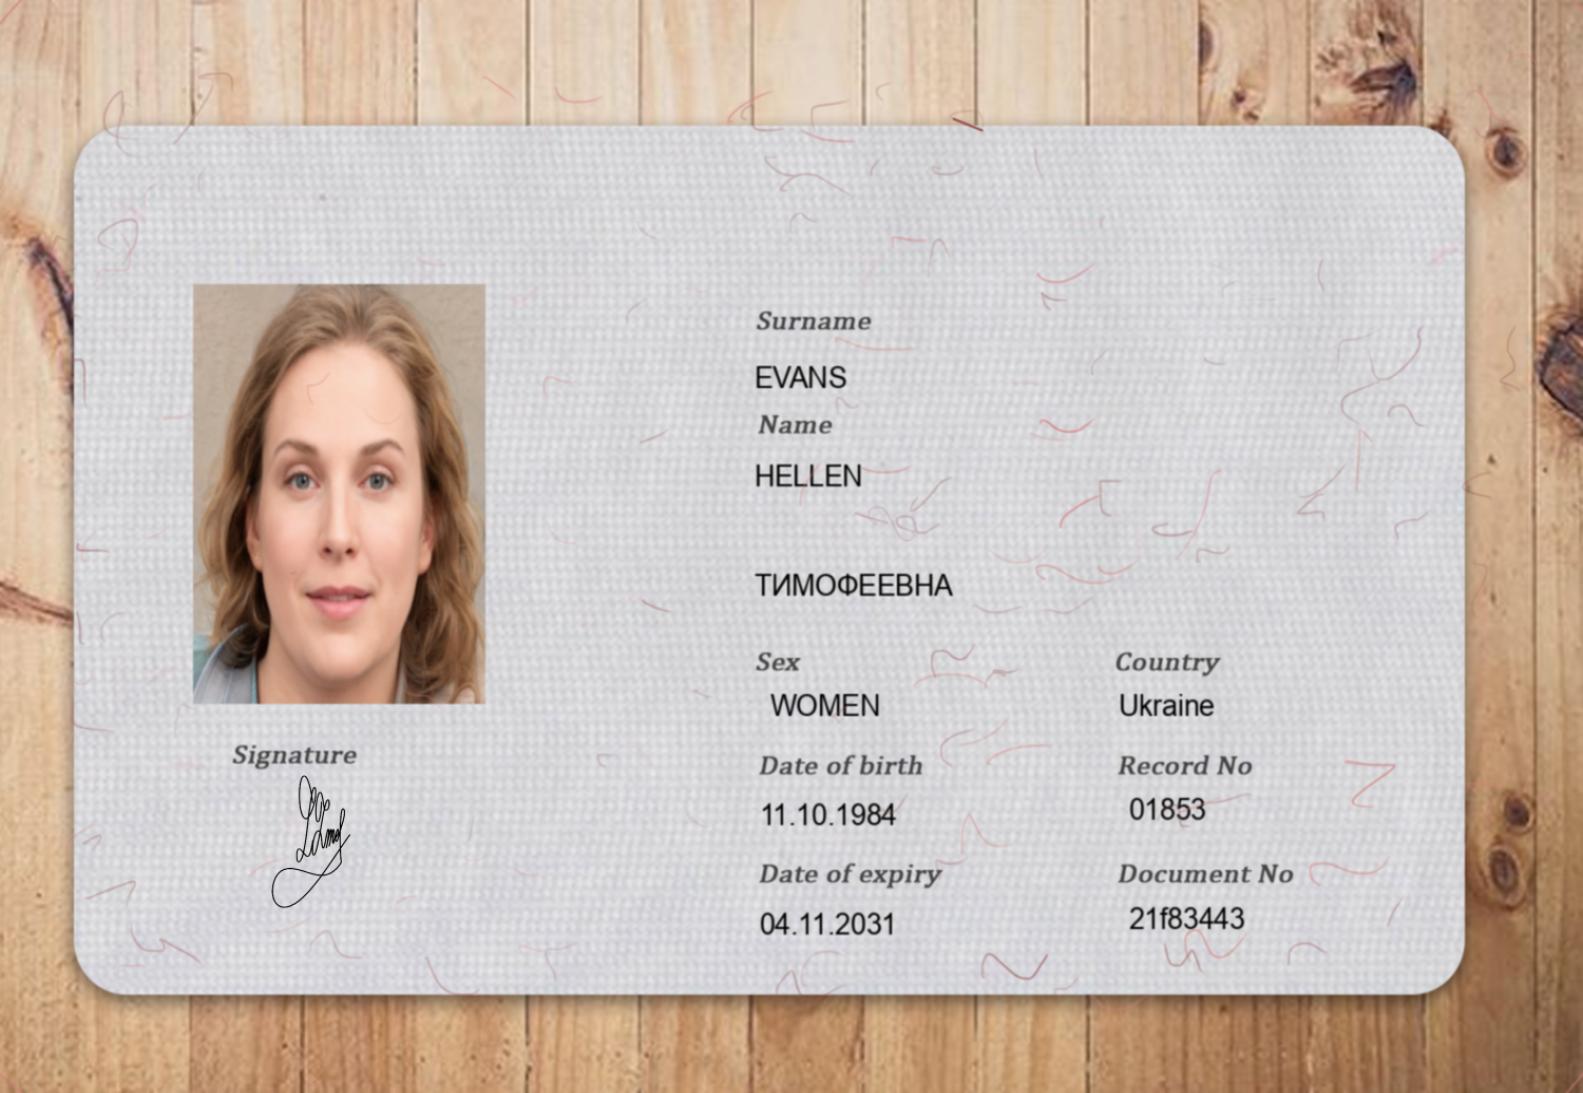 Surname
EVANS
Name
HELLEN
ТИМОФЕЕВНА
Sex
Country
WOMEN
Ukraine
Date of birth
Record No
11.10.1984
01853
Date of expiry
Document No
04.11.2031
21f83443
Signature